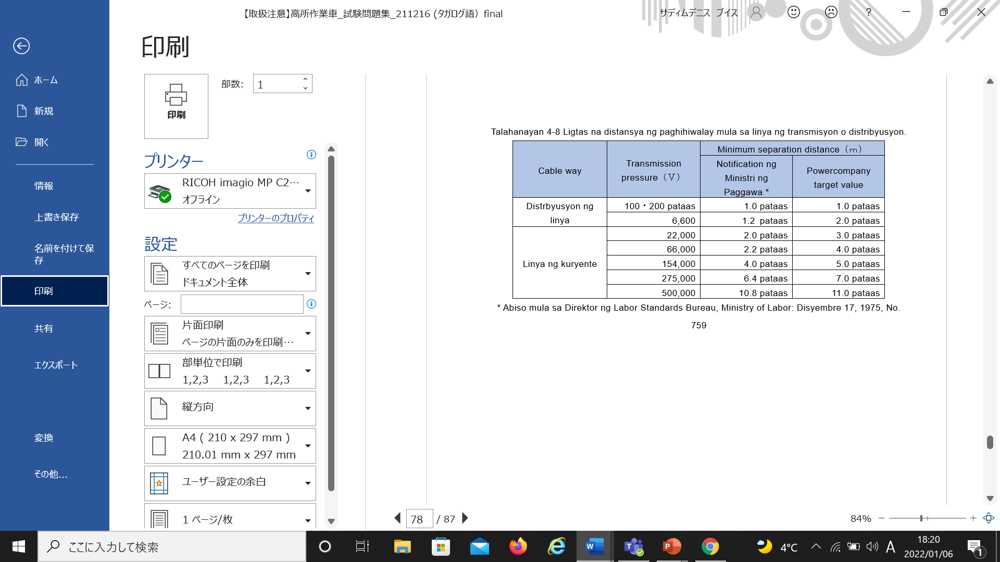 【取扱注意】高所作業車_試験問題集_211216 (タガログ語） final
サディムデニス ブイス
?
印刷
ホーム
新規
開く
情報
上書き保存
名前を付けて保
存
印刷
共有
エクスポート
変換
その他...
印刷
部数:
1
プリンター
RICOH imagio MP C2…
オフライン
プリンターのプロパティ
設定
すべてのページを印刷
ドキュメント全体
ページ:
片面印刷
ページの片面のみを印刷…
部単位で印刷
1,2,3 1,2,3 1,2,3
縦方向
A4 ( 210 x 297 mm )
210.01 mm x 297 mm
ユーザー設定の余白
1 ページ/枚
Talahanayan 4-8 Ligtas na distansya ng paghihiwalay mula sa linya ng transmisyon o distribyusyon.
Cable way
Transmission
pressure（V）
Minimum separation distance（m）
Notification ng
Ministri ng
Paggawa *
Powercompany
target value
Distrbyusyon ng
linya
100・200 pataas 1.0 pataas 1.0 pataas
6,600 1.2 pataas 2.0 pataas
Linya ng kuryente
22,000 2.0 pataas 3.0 pataas
66,000 2.2 pataas 4.0 pataas
154,000 4.0 pataas 5.0 pataas
275,000 6.4 pataas 7.0 pataas
500,000 10.8 pataas 11.0 pataas
* Abiso mula sa Direktor ng Labor Standards Bureau, Ministry of Labor: Disyembre 17, 1975, No.
759
78 / 87
84%
ここに入力して検索
4°C
A
18:20
2022/01/06
1